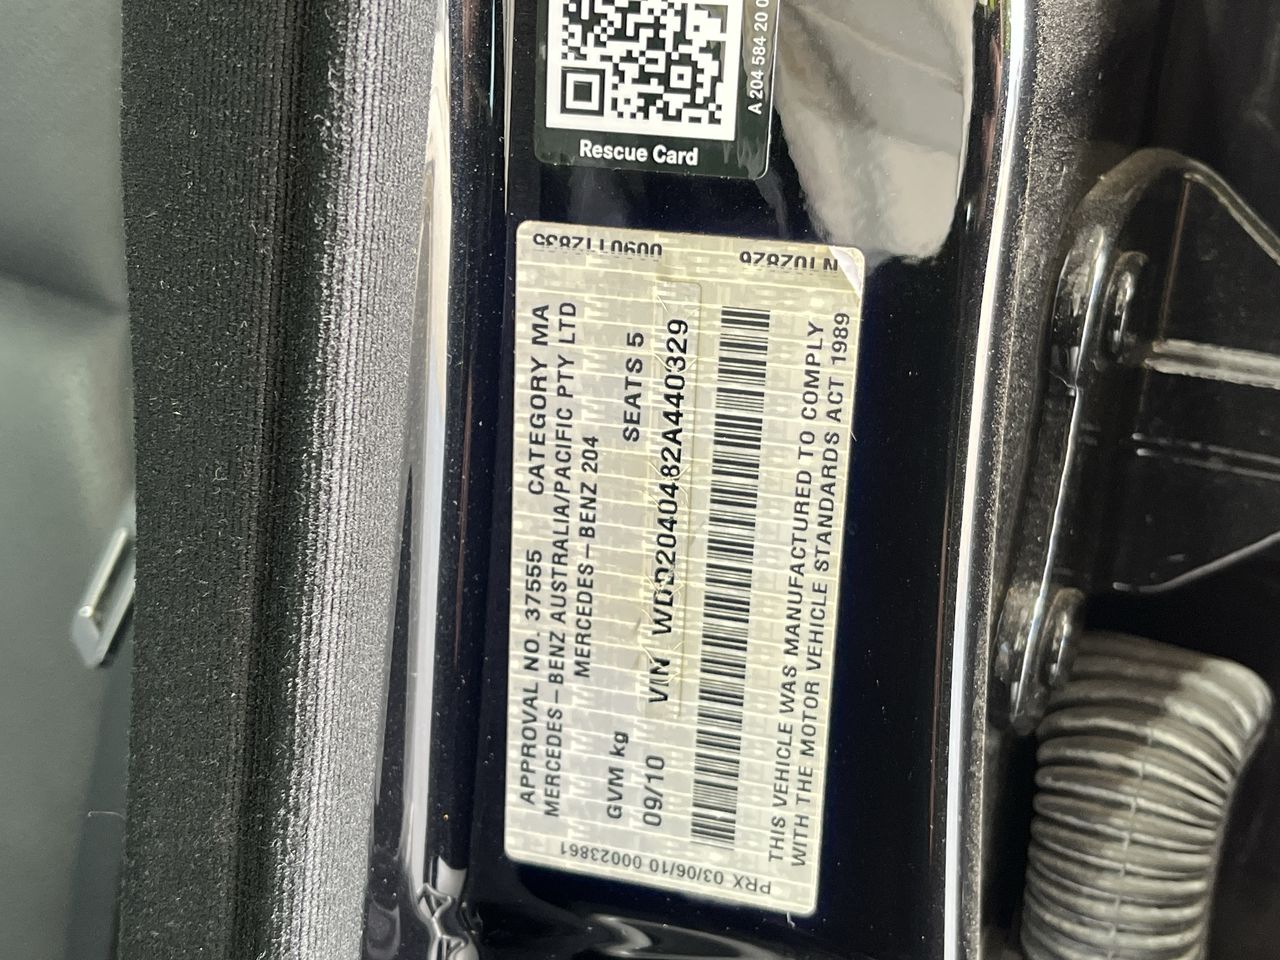 A 204 584 20 0
Rescue Card
APPROVAL NO. 37555 CATEGORY MA
MERCEDES-BENZ AUSTRALIA/PACIFIC PTY LTD
MERCEDES-BENZ 204
GVM kg SEATS 5
09/10 VIN WDD2040482A440329
THIS VEHICLE WAS MANUFACTURED TO COMPLY
WITH THE MOTOR VEHICLE STANDARDS ACT 1989
PRX 03/06/10 00023861